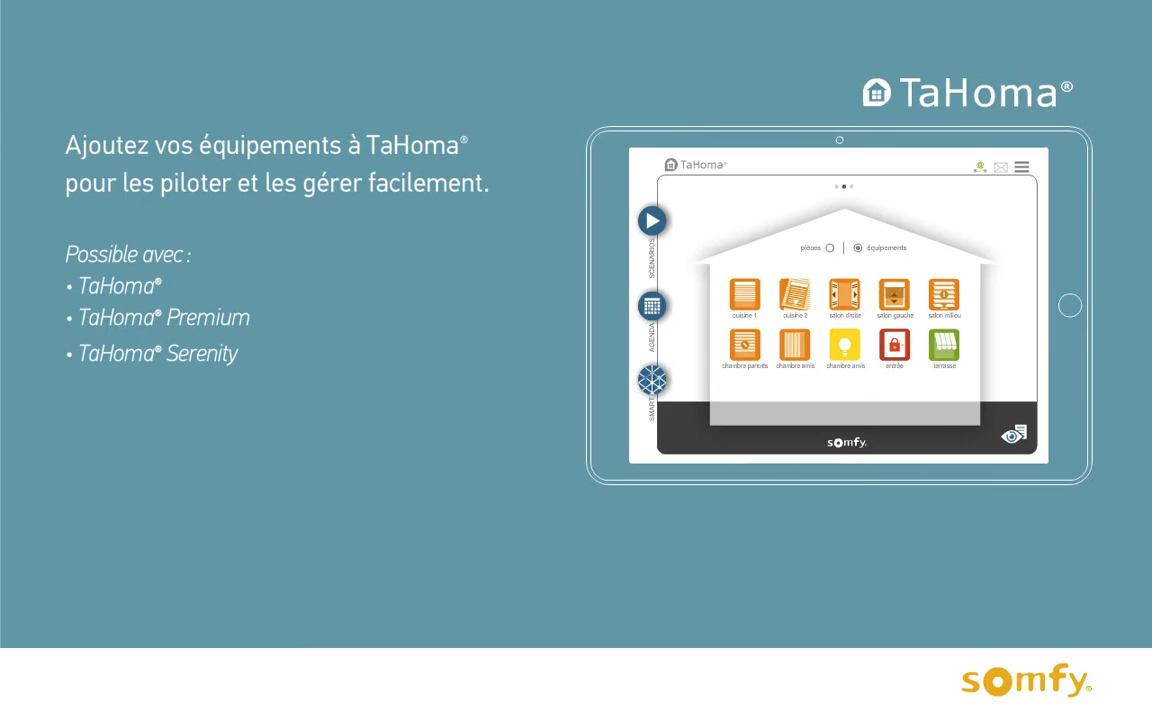 TaHoma®
Ajoutez vos équipements à TaHoma®
pour les piloter et les gérer facilement.
Possible avec :
• TaHoma®
• TaHoma® Premium
• TaHoma® Serenity
TaHoma®
SCENARIOS
AGENDA
SMART
pièces | équipements
cuisine 1 cuisine 2 salon droite salon gauche salon milieu
chambre parents chambre amis chambre amis entrée terrasse
somfy.
somfy®